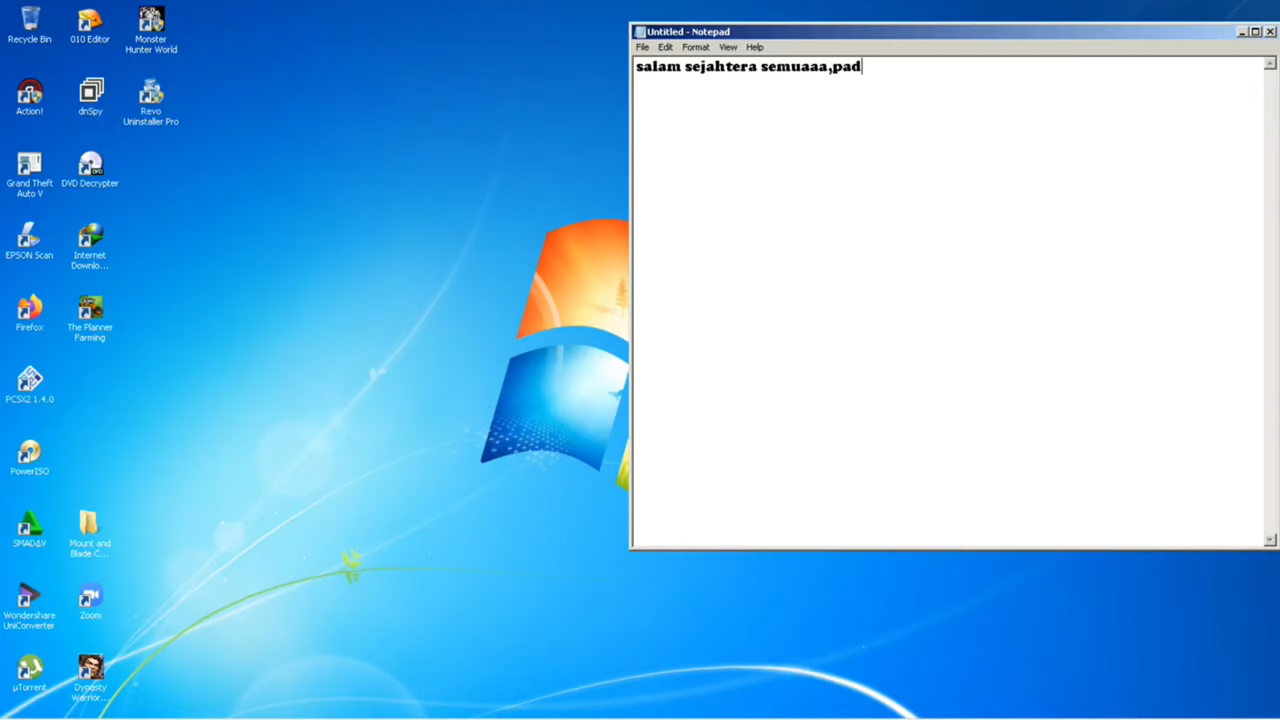 Recycle Bin
010 Editor
Monster
Hunter World
Action!
dnSpy
Revo
Uninstaller Pro
Grand Theft
Auto V
DVD Decrypter
EPSON Scan
Internet
Downlo...
Firefox
The Planner
Farming
PCSX2 1.4.0
PowerISO
SMADAV
Mount and
Blade C...
Wondershare
UniConverter
Zoom
µTorrent
Dynasty
Warrior...
Untitled - Notepad
File Edit Format View Help
salam sejahtera semuaaa,pad